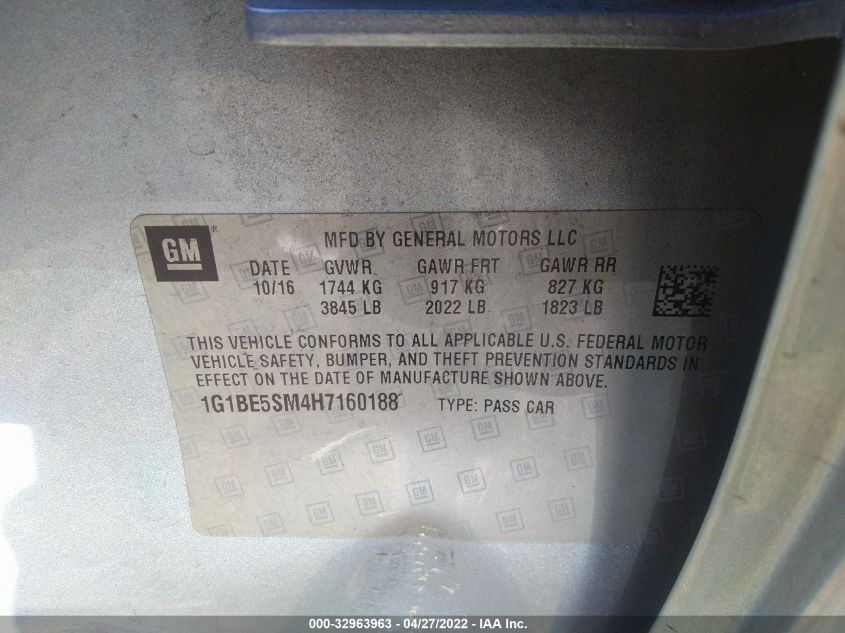 GM ® MFD BY GENERAL MOTORS LLC
DATE GVWR GAWR FRT GAWR RR
10/16 1744 KG 917 KG 827 KG
3845 LB 2022 LB 1823 LB
THIS VEHICLE CONFORMS TO ALL APPLICABLE U.S. FEDERAL MOTOR
VEHICLE SAFETY, BUMPER, AND THEFT PREVENTION STANDARDS IN
EFFECT ON THE DATE OF MANUFACTURE SHOWN ABOVE.
1G1BE5SM4H7160188 TYPE: PASS CAR
000-32963963 - 04/27/2022 - IAA Inc.